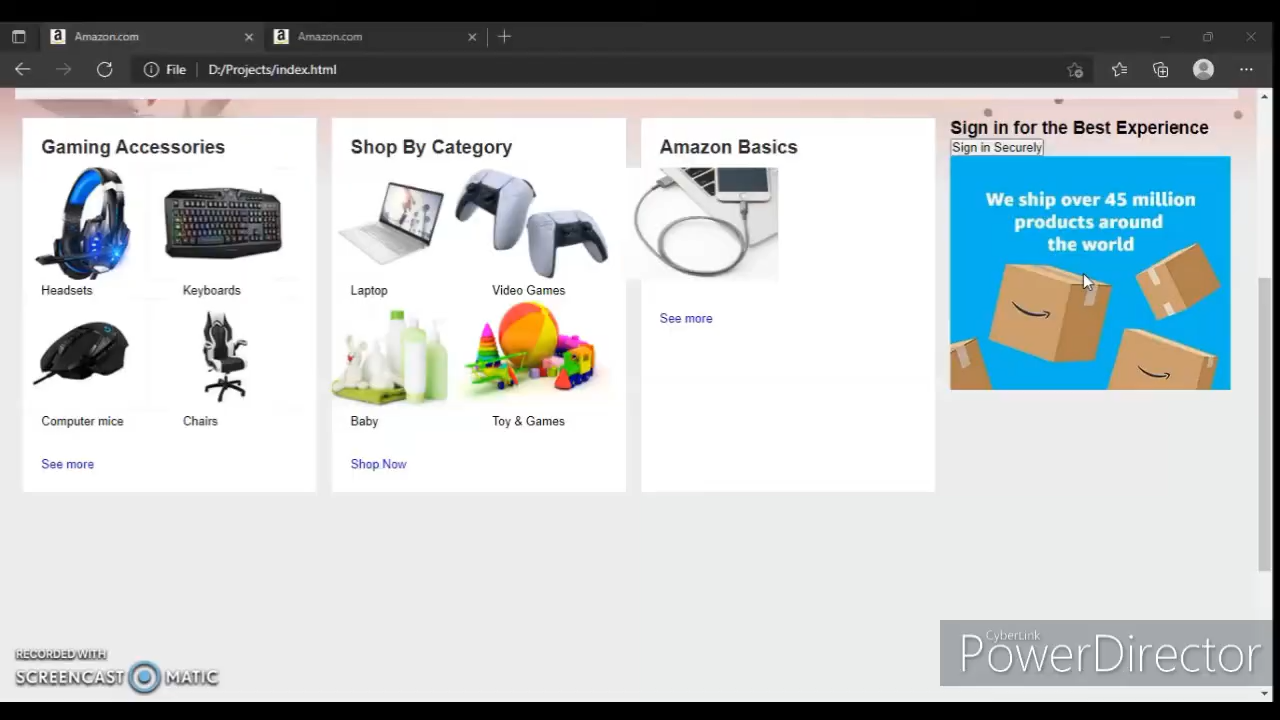 Amazon.com
Amazon.com
File D:/Projects/index.html
Gaming Accessories
Headsets
Keyboards
Computer mice
Chairs
See more
Shop By Category
Laptop
Video Games
Baby
Toy & Games
Shop Now
Amazon Basics
See more
Sign in for the Best Experience
Sign in Securely
We ship over 45 million
products around
the world
RECORDED WITH
SCREENCAST MATIC
CyberLink
PowerDirector